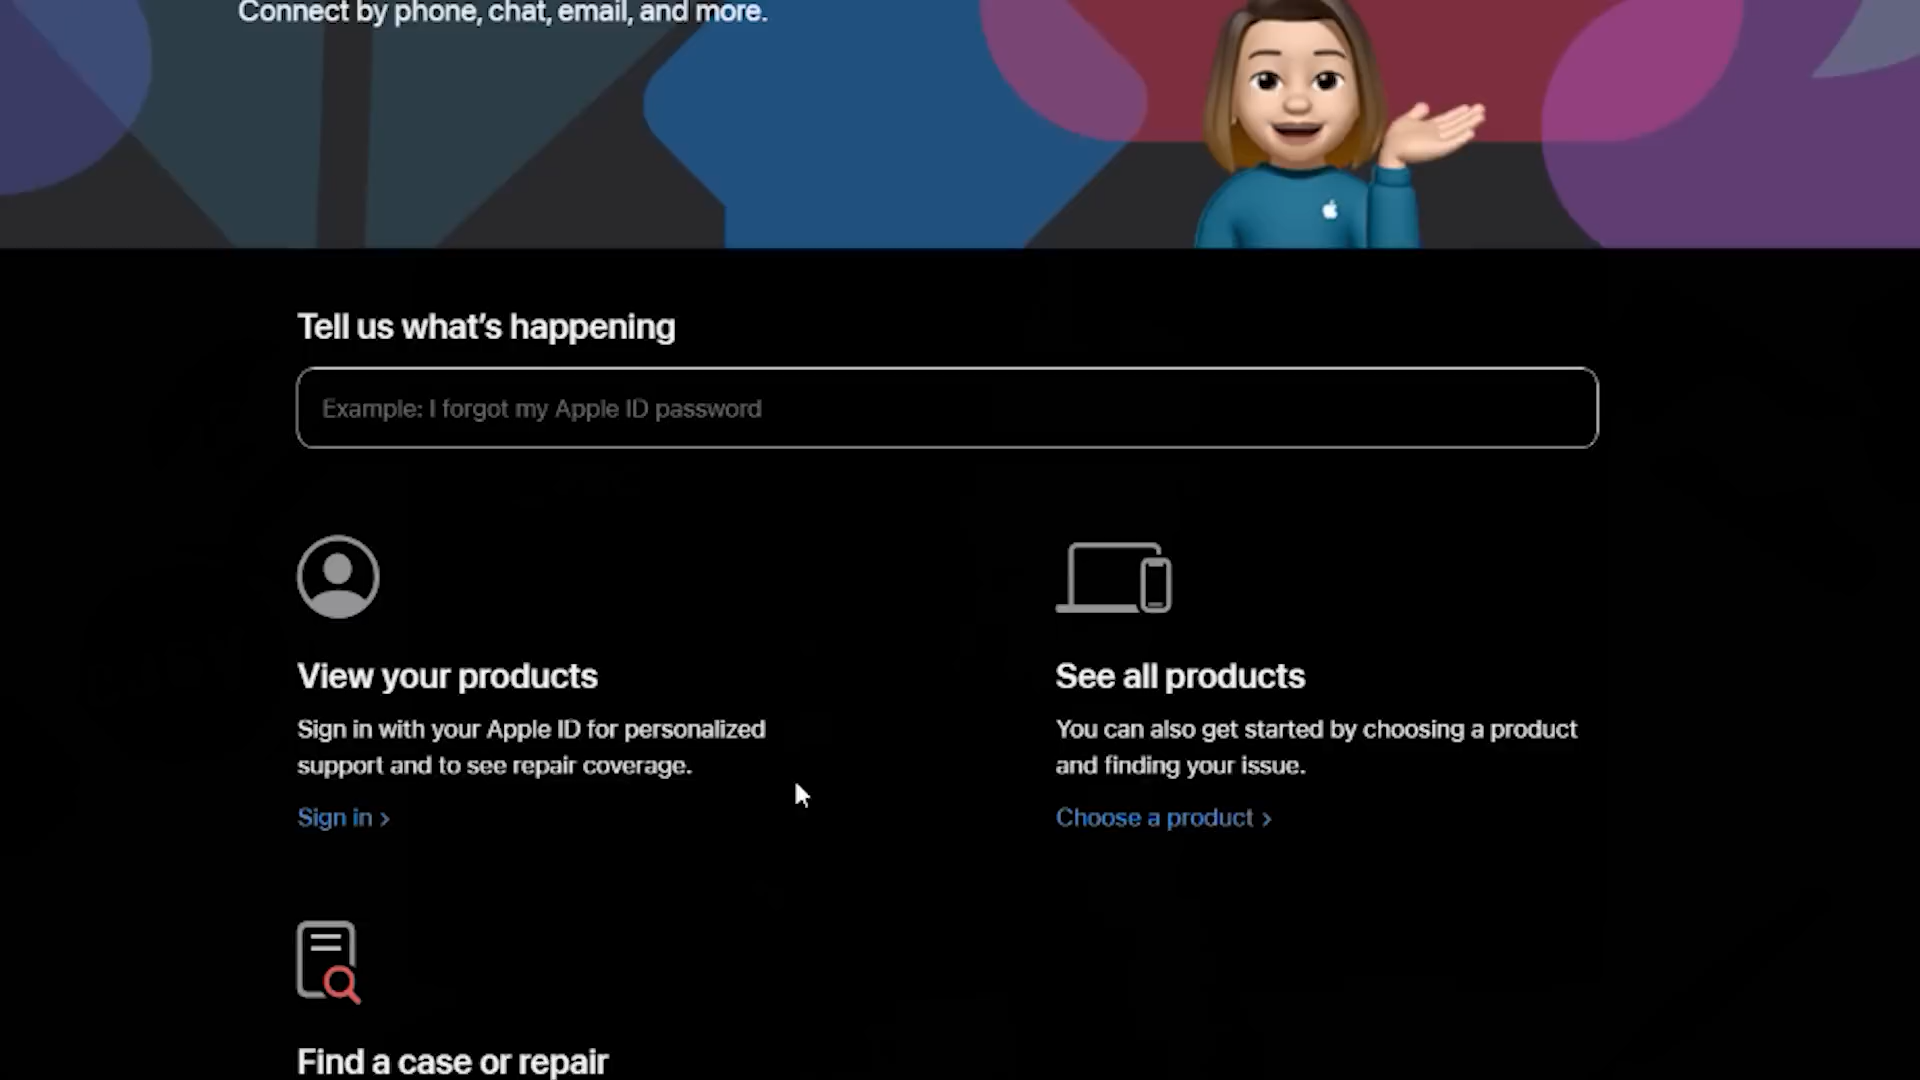 Connect by phone, chat, email, and more.
Tell us what's happening
Example: I forgot my Apple ID password
View your products
Sign in with your Apple ID for personalized
support and to see repair coverage.
Sign in >
See all products
You can also get started by choosing a product
and finding your issue.
Choose a product >
Find a case or repair